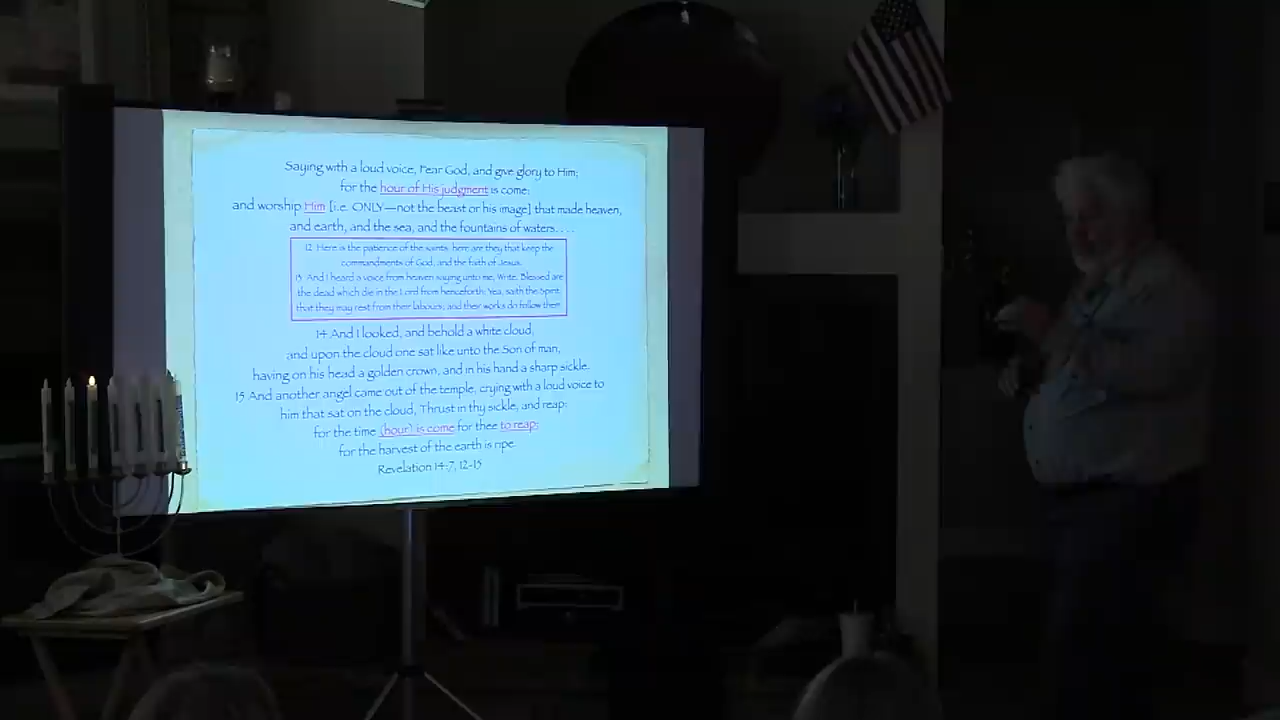 Saying with a loud voice, Fear God, and give glory to Him;
for the hour of His judgment is come:
and worship Him [i.e. ONLY—not the beast or his image] that made heaven,
and earth, and the sea, and the fountains of waters. . . .
12 Here is the patience of the saints: here are they that keep the
commandments of God, and the faith of Jesus.
13 And I heard a voice from heaven saying unto me, Write, Blessed are
the dead which die in the Lord from henceforth: Yea, saith the Spirit,
that they may rest from their labours; and their works do follow them.
14 And I looked, and behold a white cloud,
and upon the cloud one sat like unto the Son of man,
having on his head a golden crown, and in his hand a sharp sickle.
15 And another angel came out of the temple, crying with a loud voice to
him that sat on the cloud, Thrust in thy sickle, and reap:
for the time (hour) is come for thee to reap;
for the harvest of the earth is ripe.
Revelation 14:7, 12-15